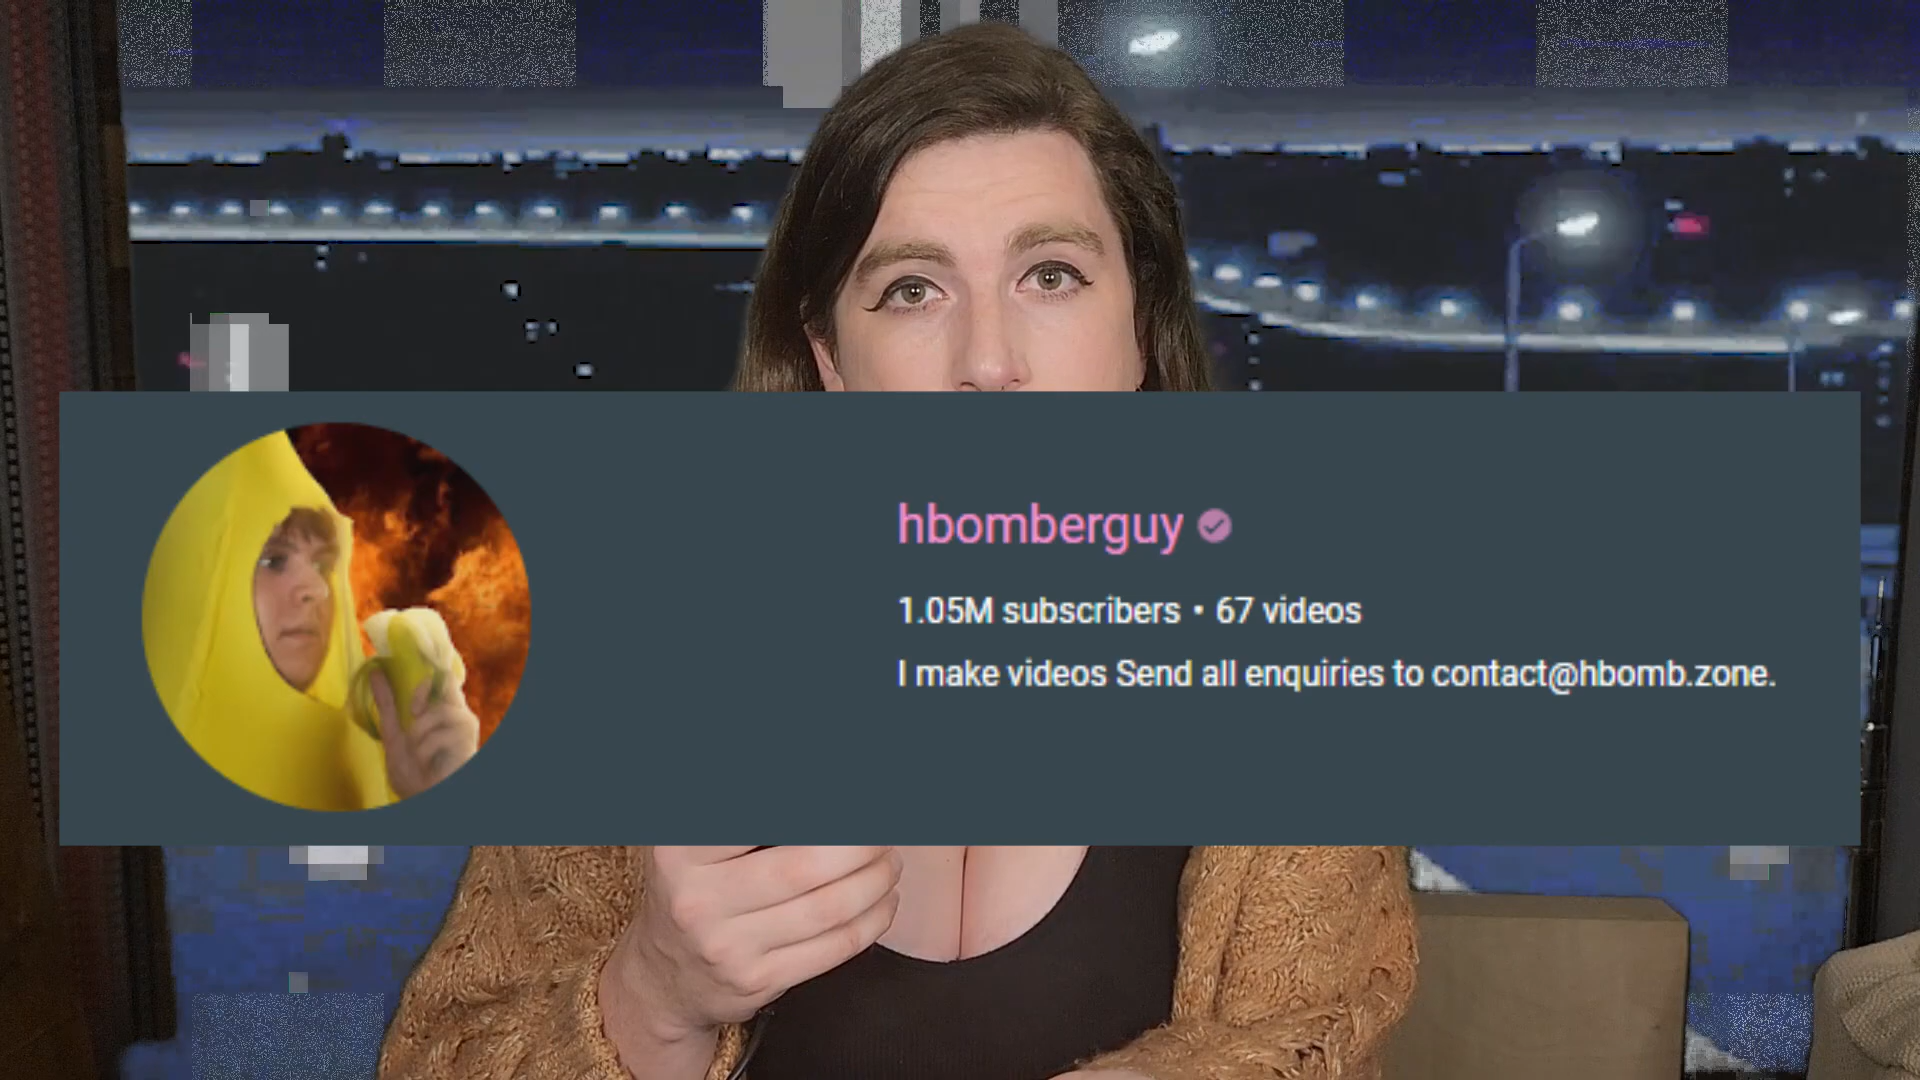 hbomberguy
1.05M subscribers • 67 videos
I make videos Send all enquiries to contact@hbomb.zone.